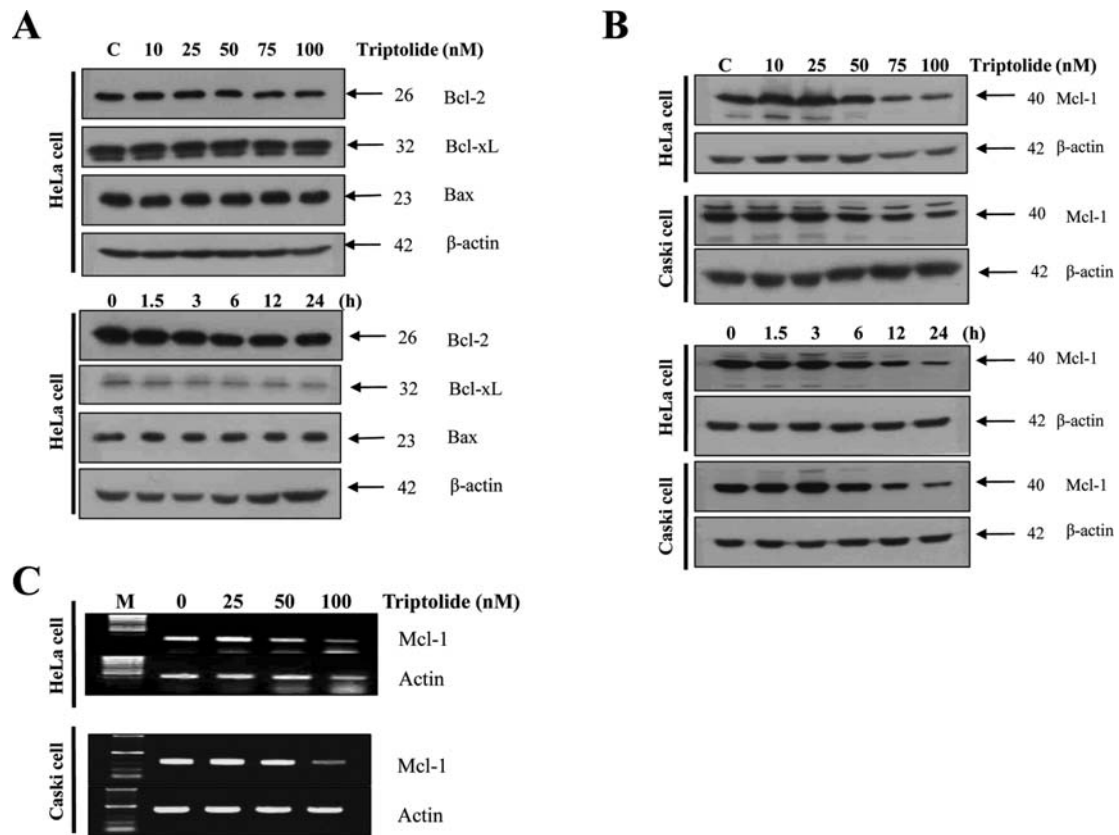 A
C 10 25 50 75 100 Triptolide (nM)
HeLa cell
26 Bcl-2
32 Bcl-xL
23 Bax
42 β-actin
0 1.5 3 6 12 24 (h)
HeLa cell
26 Bcl-2
32 Bcl-xL
23 Bax
42 β-actin
B
C 10 25 50 75 100 Triptolide (nM)
HeLa cell
40 Mcl-1
42 β-actin
Caski cell
40 Mcl-1
42 β-actin
0 1.5 3 6 12 24 (h)
HeLa cell
40 Mcl-1
42 β-actin
Caski cell
40 Mcl-1
42 β-actin
C
M 0 25 50 100 Triptolide (nM)
HeLa cell
Mcl-1
Actin
Caski cell
Mcl-1
Actin